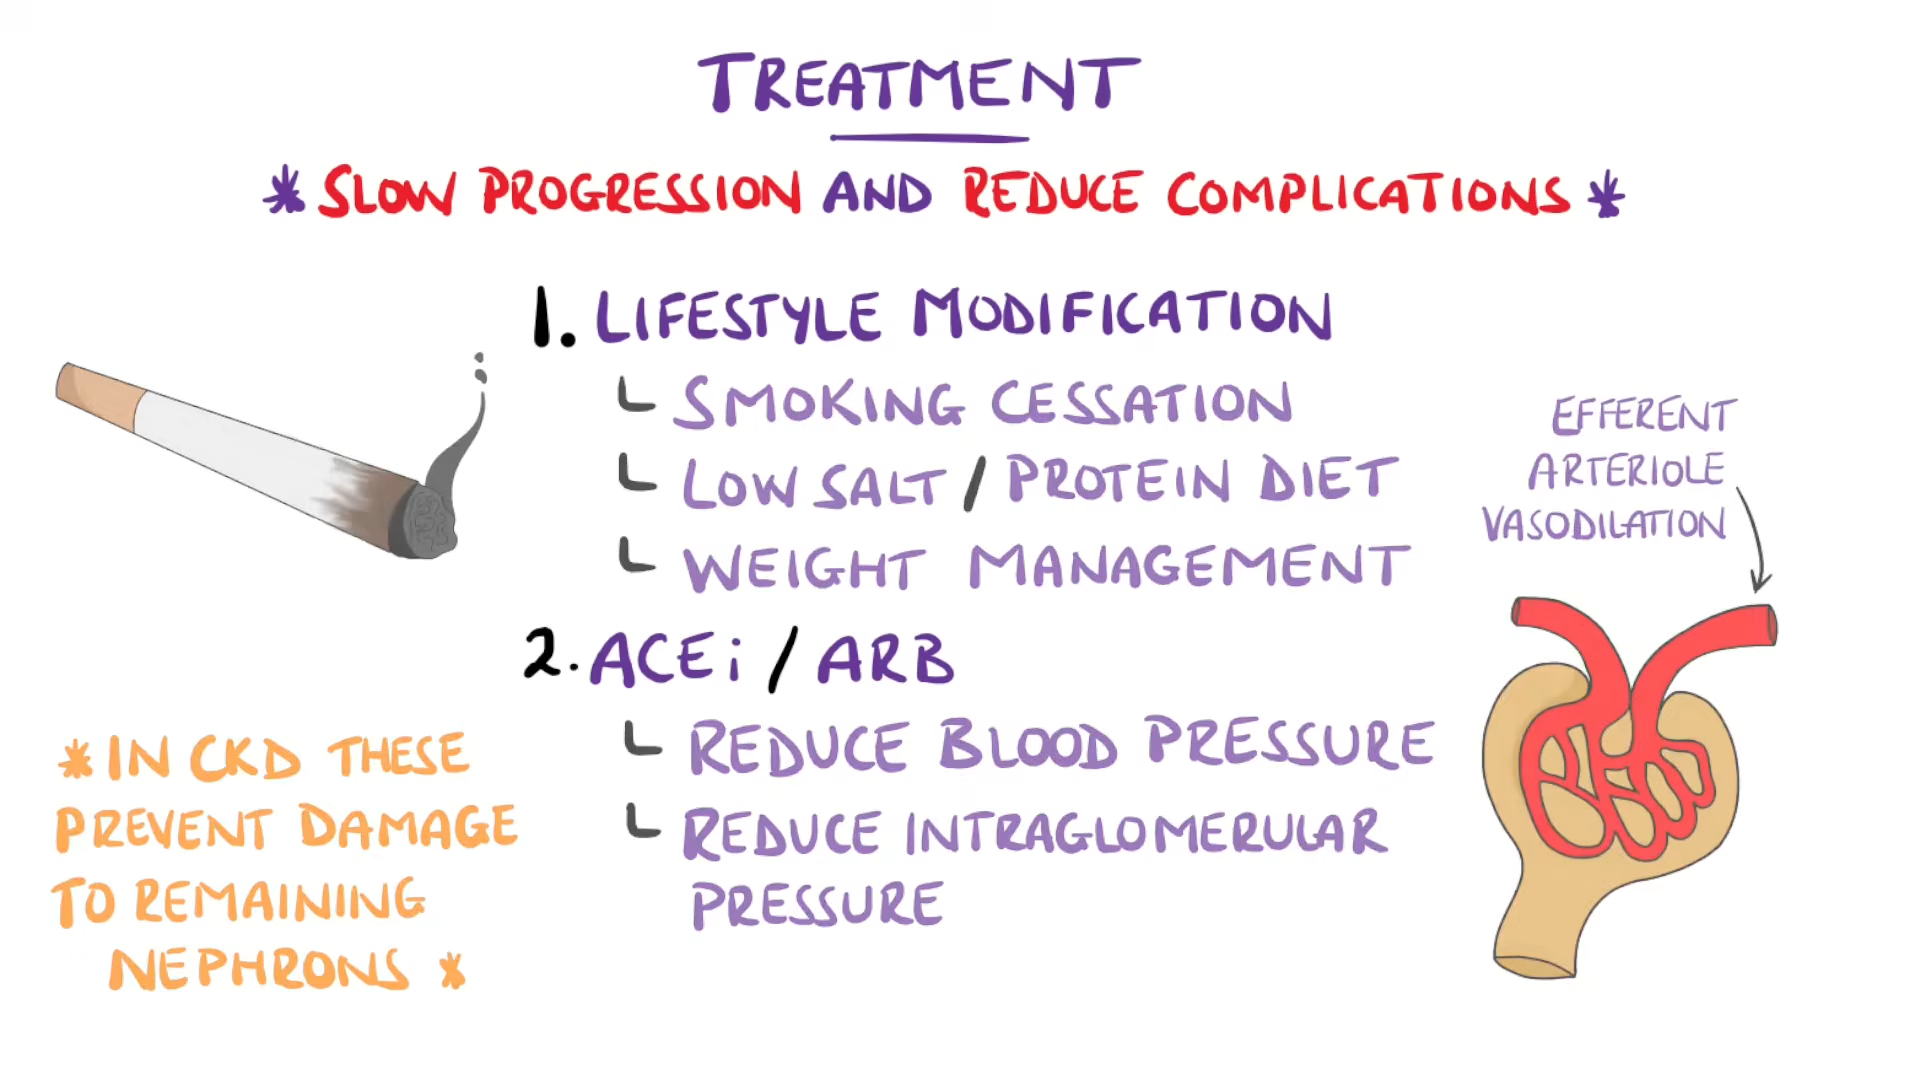 TREATMENT
* SLOW PROGRESSION AND REDUCE COMPLICATIONS *
1. LIFESTYLE MODIFICATION
SMOKING CESSATION
LOW SALT / PROTEIN DIET
WEIGHT MANAGEMENT
2. ACEi / ARB
REDUCE BLOOD PRESSURE
REDUCE INTRAGLOMERULAR
PRESSURE
EFFERENT
ARTERIOLE
VASODILATION
* IN CKD THESE
PREVENT DAMAGE
TO REMAINING
NEPHRONS *